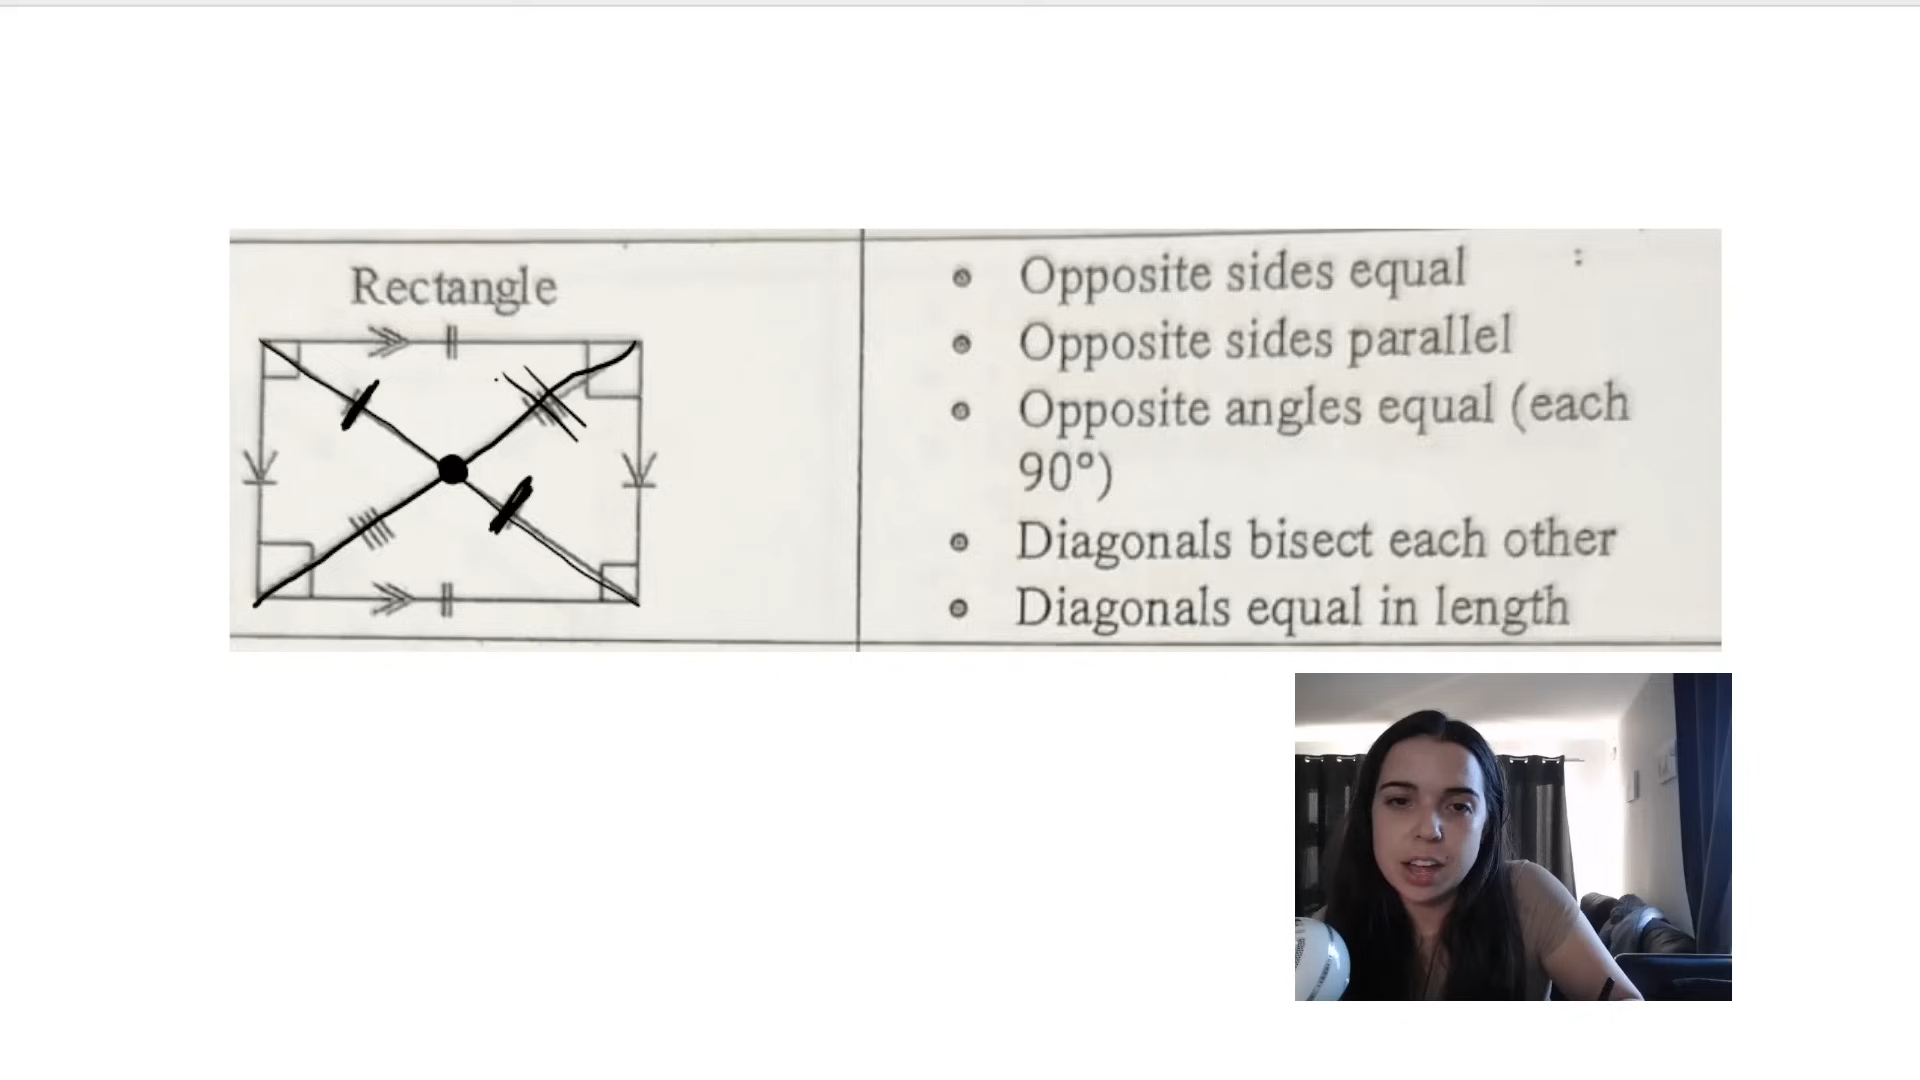 Rectangle
Opposite sides equal
Opposite sides parallel
Opposite angles equal (each
90°)
Diagonals bisect each other
Diagonals equal in length